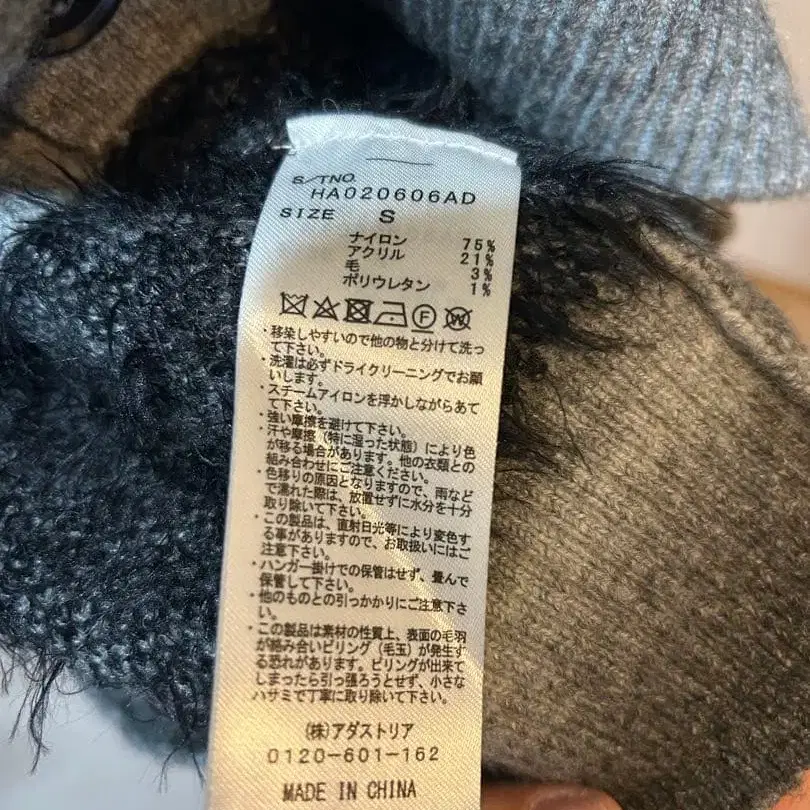 S/TNO.
HA020606AD
SIZE S
ナイロン 75%
アクリル 21%
毛 3%
ポリウレタン 1%
F W
・移染しやすいので他の物と分けて洗っ
て下さい。
・洗濯は必ずドライクリーニングでお願
いします。
・スチームアイロンを浮かしながらあて
て下さい。
・強い摩擦を避けて下さい。
・汗や摩擦（特に湿った状態）により色
が移る場合があります。他の衣類との
組み合わせにご注意ください。
・色移りの原因となりますので、雨など
で濡れた際は、放置せずに水分を十分
取り除いて下さい。
・この製品は、直射日光等により変色す
る事がありますので、お取扱いにはご
注意下さい。
・ハンガー掛けでの保管はせず、畳んで
保管して下さい。
・他のものとの引っかかりにご注意下さ
い。
・この製品は素材の性質上、表面の毛羽
が絡み合いピリング（毛玉）が発生す
る恐れがあります。ピリングが出来て
しまったら引っ張ろうとせず、小さな
ハサミで丁寧に取り除いて下さい。
(株)アダストリア
0120-601-162
MADE IN CHINA